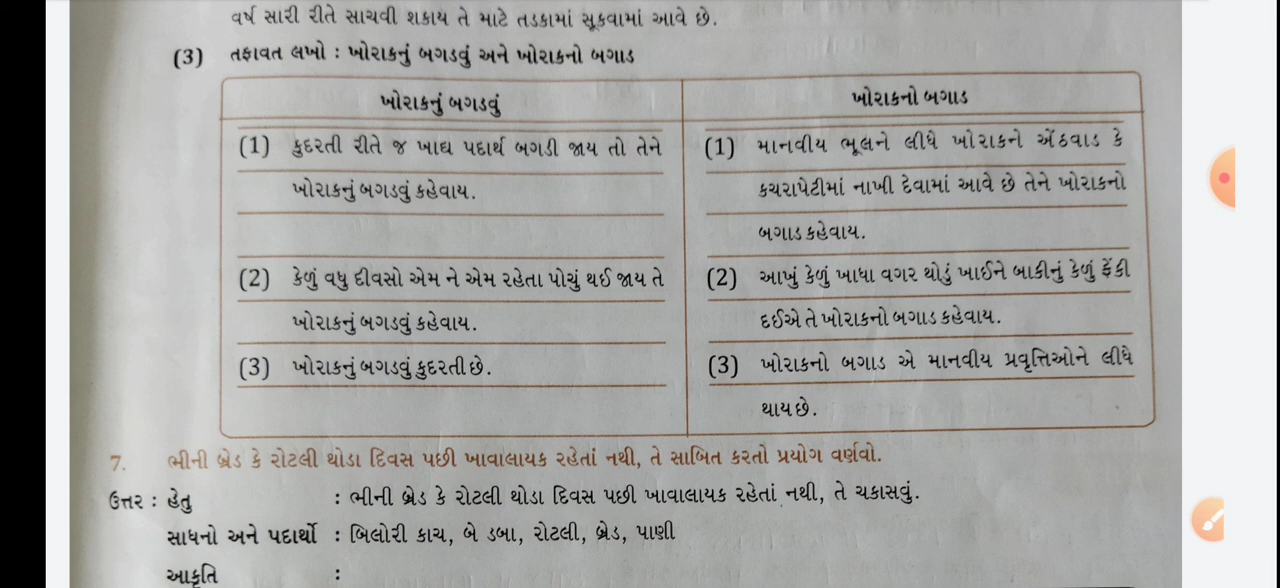 વર્ષ સારી રીતે સાચવી શકાય તે માટે તડકામાં સૂકવામાં આવે છે.
(3) તફાવત લખો : ખોરાકનું બગડવું અને ખોરાકનો બગાડ
ખોરાકનું બગડવું
(1) કુદરતી રીતે જ ખાદ્ય પદાર્થ બગડી જાય તો તેને
ખોરાકનું બગડવું કહેવાય.
(2) કેળું વધુ દીવસો એમ ને એમ રહેતા પોચું થઈ જાય તે
ખોરાકનું બગડવું કહેવાય.
(3) ખોરાકનું બગડવું કુદરતી છે.
ખોરાકનો બગાડ
(1) માનવીય ભૂલને લીધે ખોરાકને એંઠવાડ કે
કચરાપેટીમાં નાખી દેવામાં આવે છે તેને ખોરાકનો
બગાડ કહેવાય.
(2) આખું કેળું ખાધા વગર થોડું ખાઈને બાકીનું કેળું ફેંકી
દઈએ તે ખોરાકનો બગાડ કહેવાય.
(3) ખોરાકનો બગાડ એ માનવીય પ્રવૃત્તિઓને લીધે
થાય છે.
7. ભીની બ્રેડ કે રોટલી થોડા દિવસ પછી ખાવાલાયક રહેતાં નથી, તે સાબિત કરતો પ્રયોગ વર્ણવો.
ઉત્તર : હેતુ : ભીની બ્રેડ કે રોટલી થોડા દિવસ પછી ખાવાલાયક રહેતાં નથી, તે ચકાસવું.
સાધનો અને પદાર્થો : બિલોરી કાચ, બે ડબા, રોટલી, બ્રેડ, પાણી
આકૃતિ :